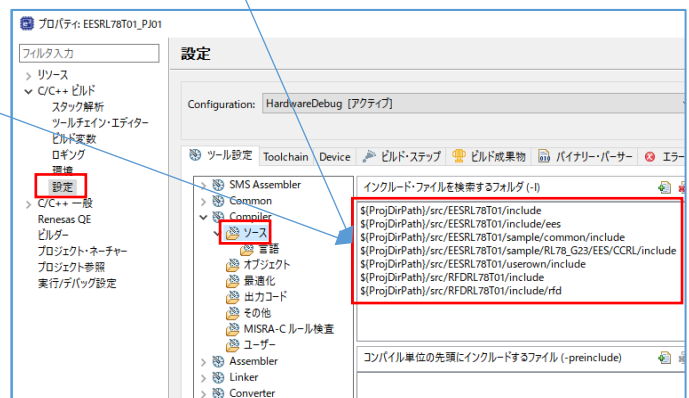 プロパティ: EESRL78T01_PJ01
フィルタ入力
設定
リソース
C/C++ ビルド
スタック解析
ツールチェイン・エディター
ビルド変数
ロギング
環境
設定
C/C++ 一般
Renesas QE
ビルダー
プロジェクト・ネーチャー
プロジェクト参照
実行/デバッグ設定
Configuration: HardwareDebug [アクティブ]
ツール設定 Toolchain Device ビルド・ステップ ビルド成果物 バイナリー・パーサー エラー
SMS Assembler
Common
Compiler
ソース
言語
オブジェクト
最適化
出力コード
その他
MISRA-C ルール検査
ユーザー
Assembler
Linker
Converter
インクルード・ファイルを検索するフォルダ (-I)
${ProjDirPath}/src/EESRL78T01/include
${ProjDirPath}/src/EESRL78T01/include/ees
${ProjDirPath}/src/EESRL78T01/sample/common/include
${ProjDirPath}/src/EESRL78T01/sample/RL78_G23/EES/CCRL/include
${ProjDirPath}/src/EESRL78T01/userown/include
${ProjDirPath}/src/RFDRL78T01/include
${ProjDirPath}/src/RFDRL78T01/include/rfd
コンパイル単位の先頭にインクルードするファイル (-preinclude)